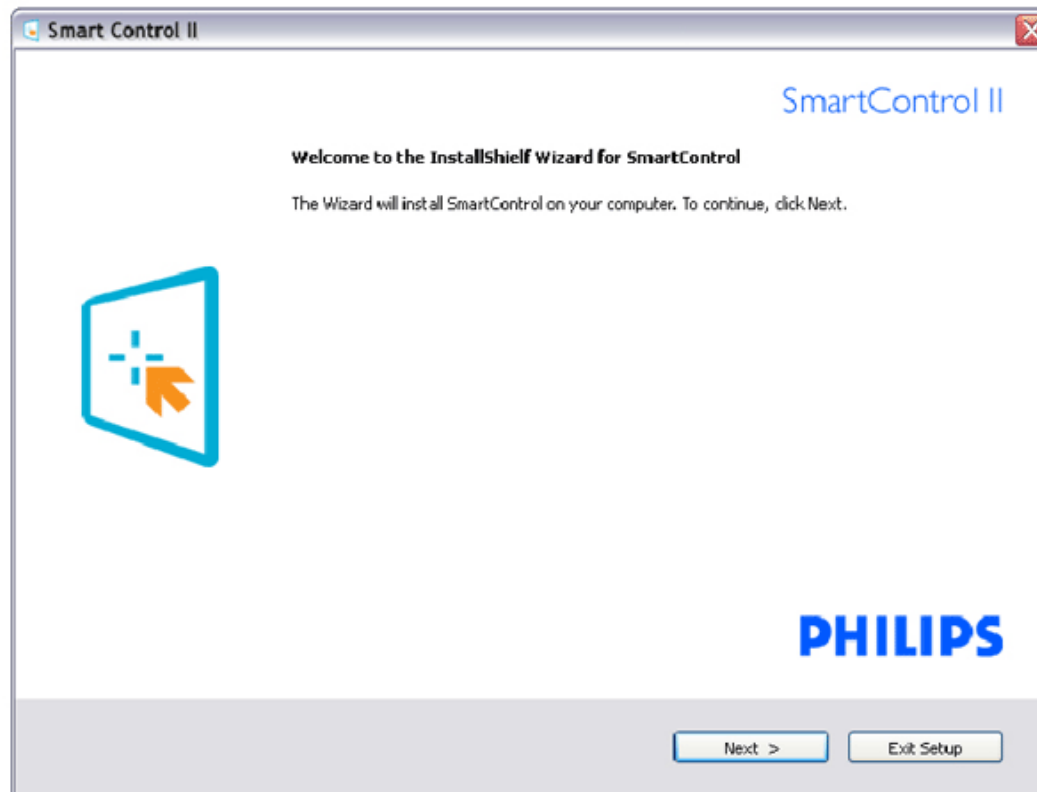 Smart Control II
SmartControl II
Welcome to the InstallShield Wizard for SmartControl
The Wizard will install SmartControl on your computer. To continue, click Next.
PHILIPS
Next >
Exit Setup